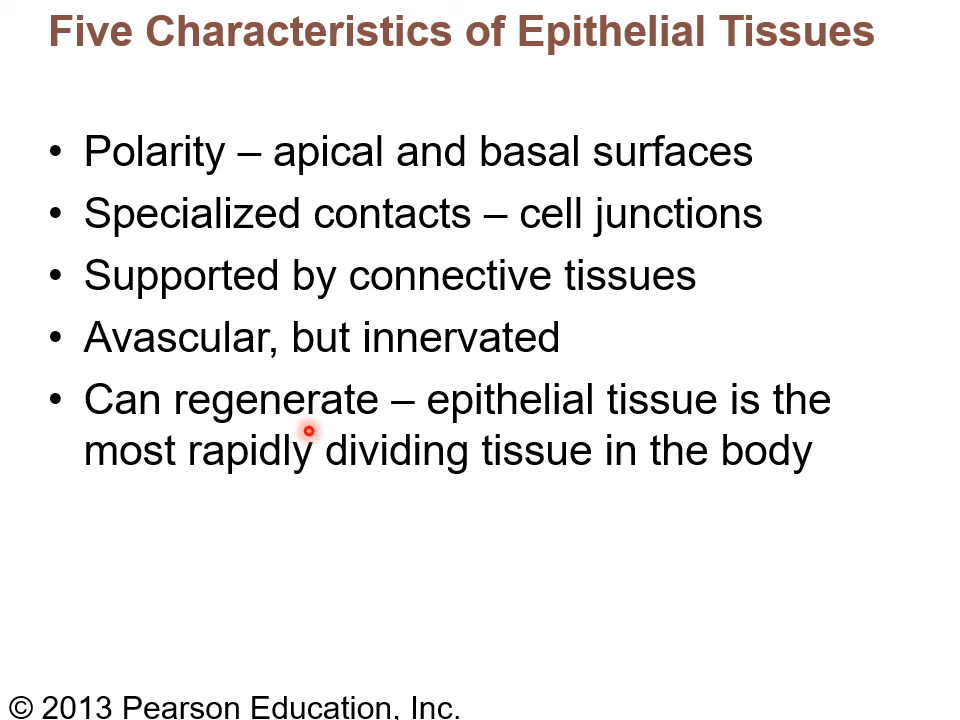 Five Characteristics of Epithelial Tissues
• Polarity – apical and basal surfaces
• Specialized contacts – cell junctions
• Supported by connective tissues
• Avascular, but innervated
• Can regenerate – epithelial tissue is the
most rapidly dividing tissue in the body
© 2013 Pearson Education, Inc.